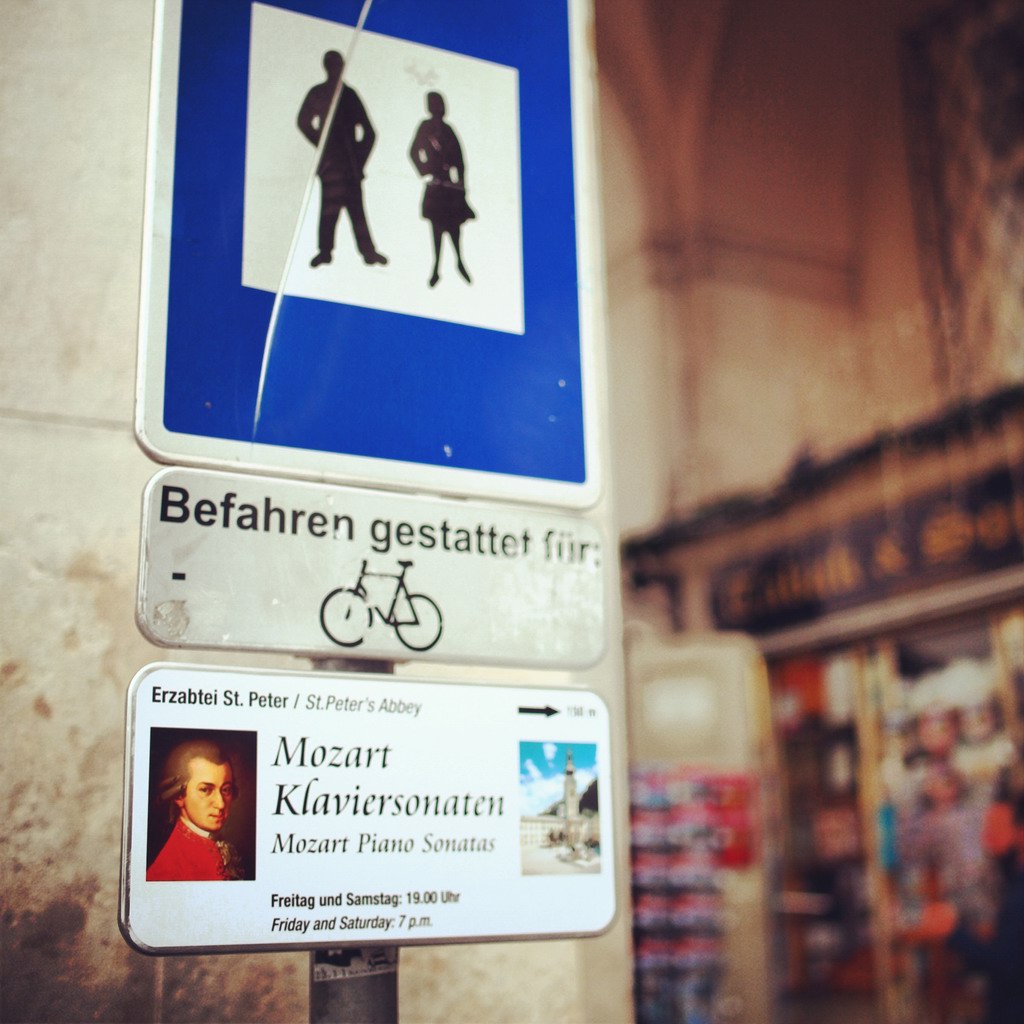 Befahren gestattet für:
-
Erzabtei St. Peter / St.Peter's Abbey
150 m
Mozart
Klaviersonaten
Mozart Piano Sonatas
Freitag und Samstag: 19.00 Uhr
Friday and Saturday: 7 p.m.